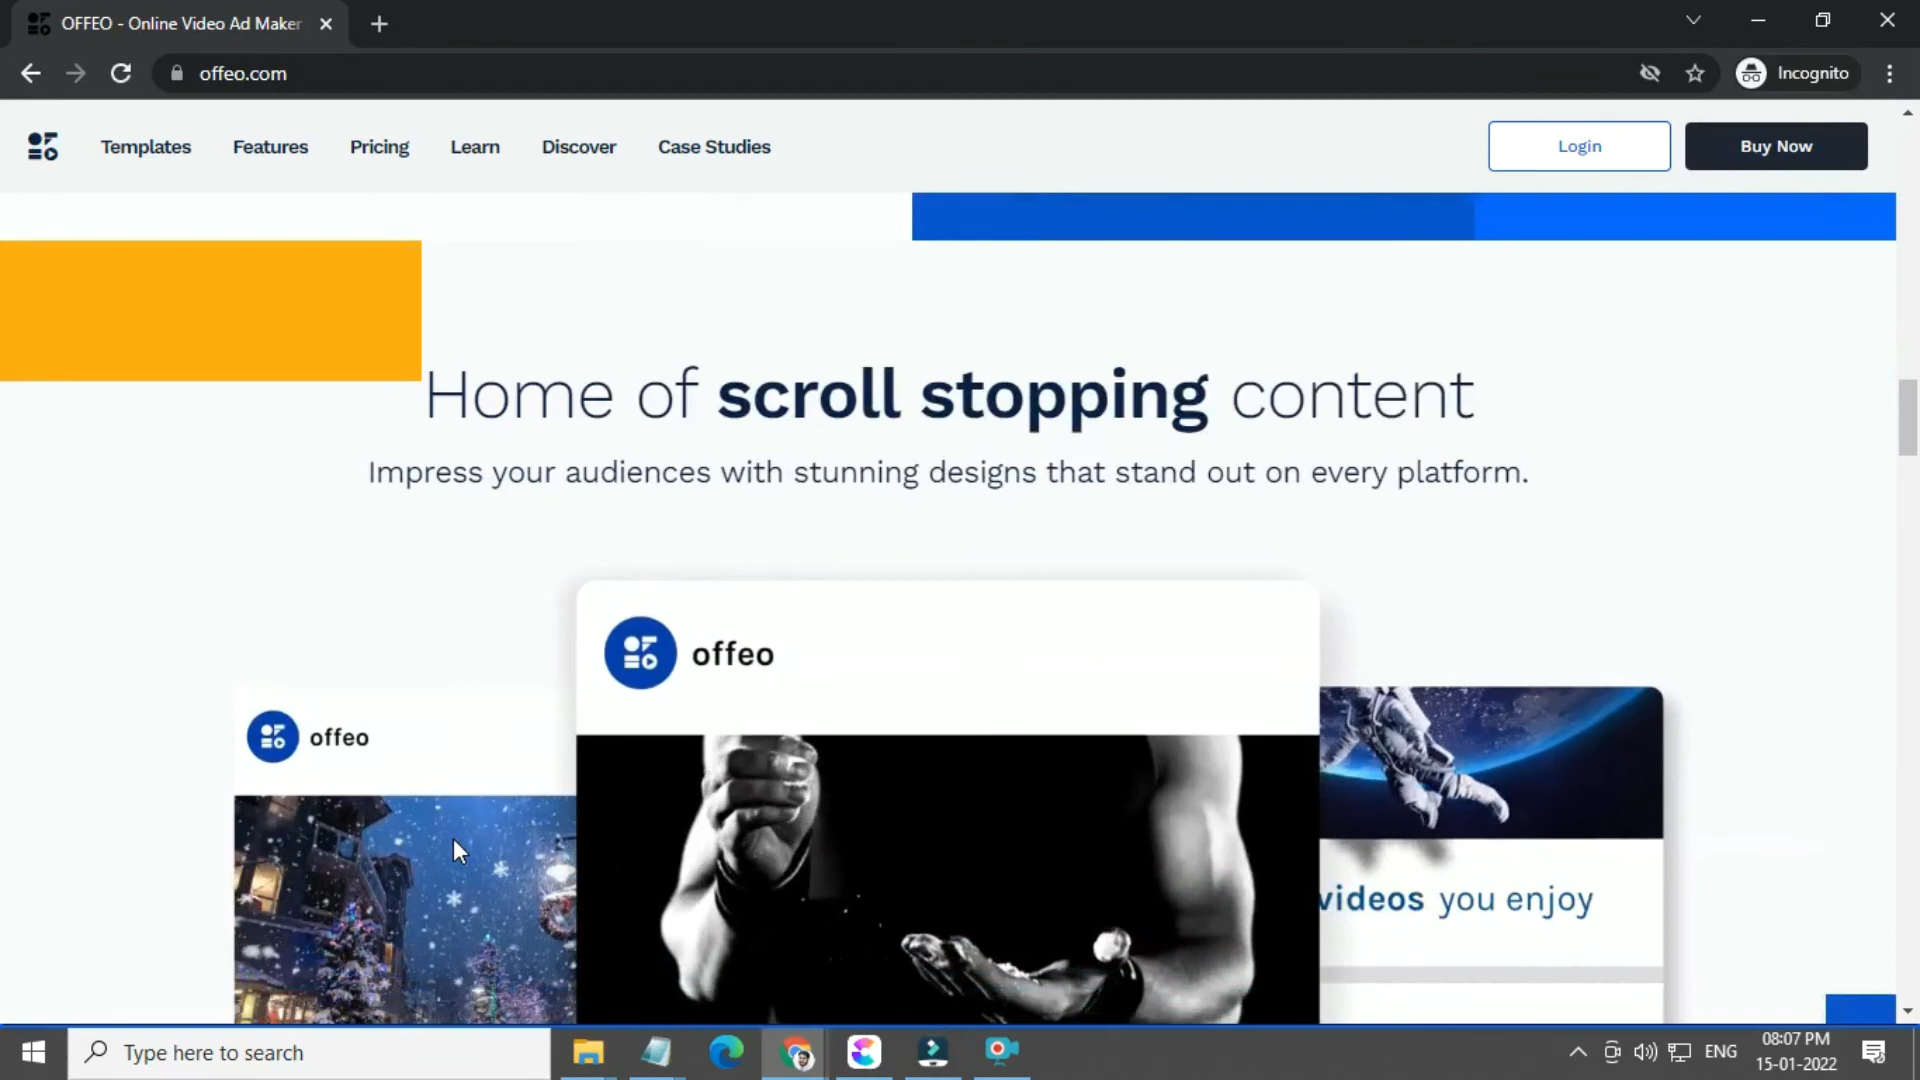 OFFEO - Online Video Ad Maker
offeo.com
Incognito
Templates
Features
Pricing
Learn
Discover
Case Studies
Login
Buy Now
Home of scroll stopping content
Impress your audiences with stunning designs that stand out on every platform.
offeo
offeo
videos you enjoy
Type here to search
ENG
08:07 PM
15-01-2022